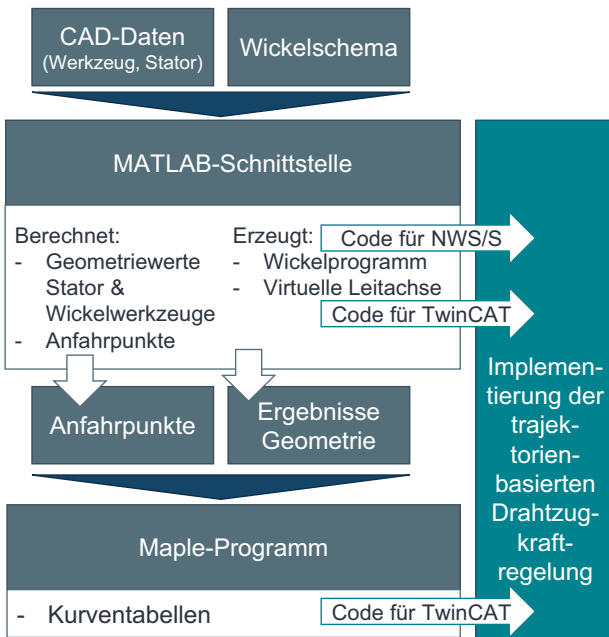 CAD-Daten
(Werkzeug, Stator)
Wickelschema
MATLAB-Schnittstelle
Berechnet:
- Geometriewerte
Stator &
Wickelwerkzeuge
- Anfahrpunkte
Erzeugt:
- Wickelprogramm
- Virtuelle Leitachse
Code für NWS/S
Code für TwinCAT
Anfahrpunkte
Ergebnisse
Geometrie
Maple-Programm
- Kurventabellen
Code für TwinCAT
Implemen-
tierung der
trajek-
torien-
basierten
Drahtzug-
kraft-
regelung